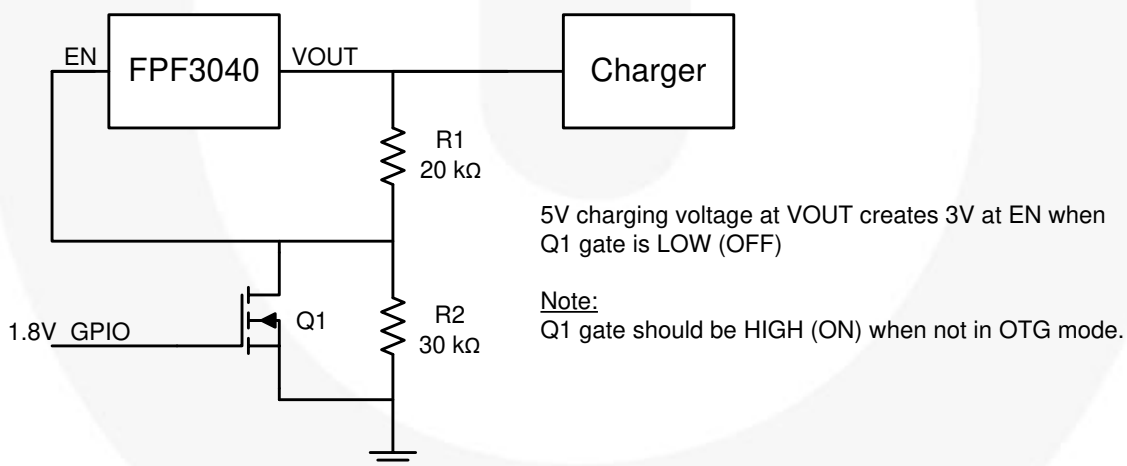 EN
FPF3040
VOUT
Charger
R1
20 kΩ
5V charging voltage at VOUT creates 3V at EN when
Q1 gate is LOW (OFF)
Note:
Q1 gate should be HIGH (ON) when not in OTG mode.
1.8V GPIO
Q1
R2
30 kΩ